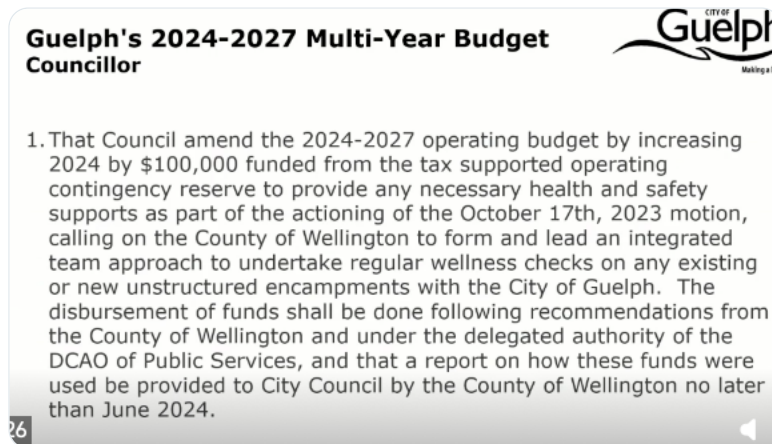 CITY OF
Guelph's 2024-2027 Multi-Year Budget
Councillor
1. That Council amend the 2024-2027 operating budget by increasing
2024 by $100,000 funded from the tax supported operating
contingency reserve to provide any necessary health and safety
supports as part of the actioning of the October 17th, 2023 motion,
calling on the County of Wellington to form and lead an integrated
team approach to undertake regular wellness checks on any existing
or new unstructured encampments with the City of Guelph. The
disbursement of funds shall be done following recommendations from
the County of Wellington and under the delegated authority of the
DCAO of Public Services, and that a report on how these funds were
used be provided to City Council by the County of Wellington no later
than June 2024.
26